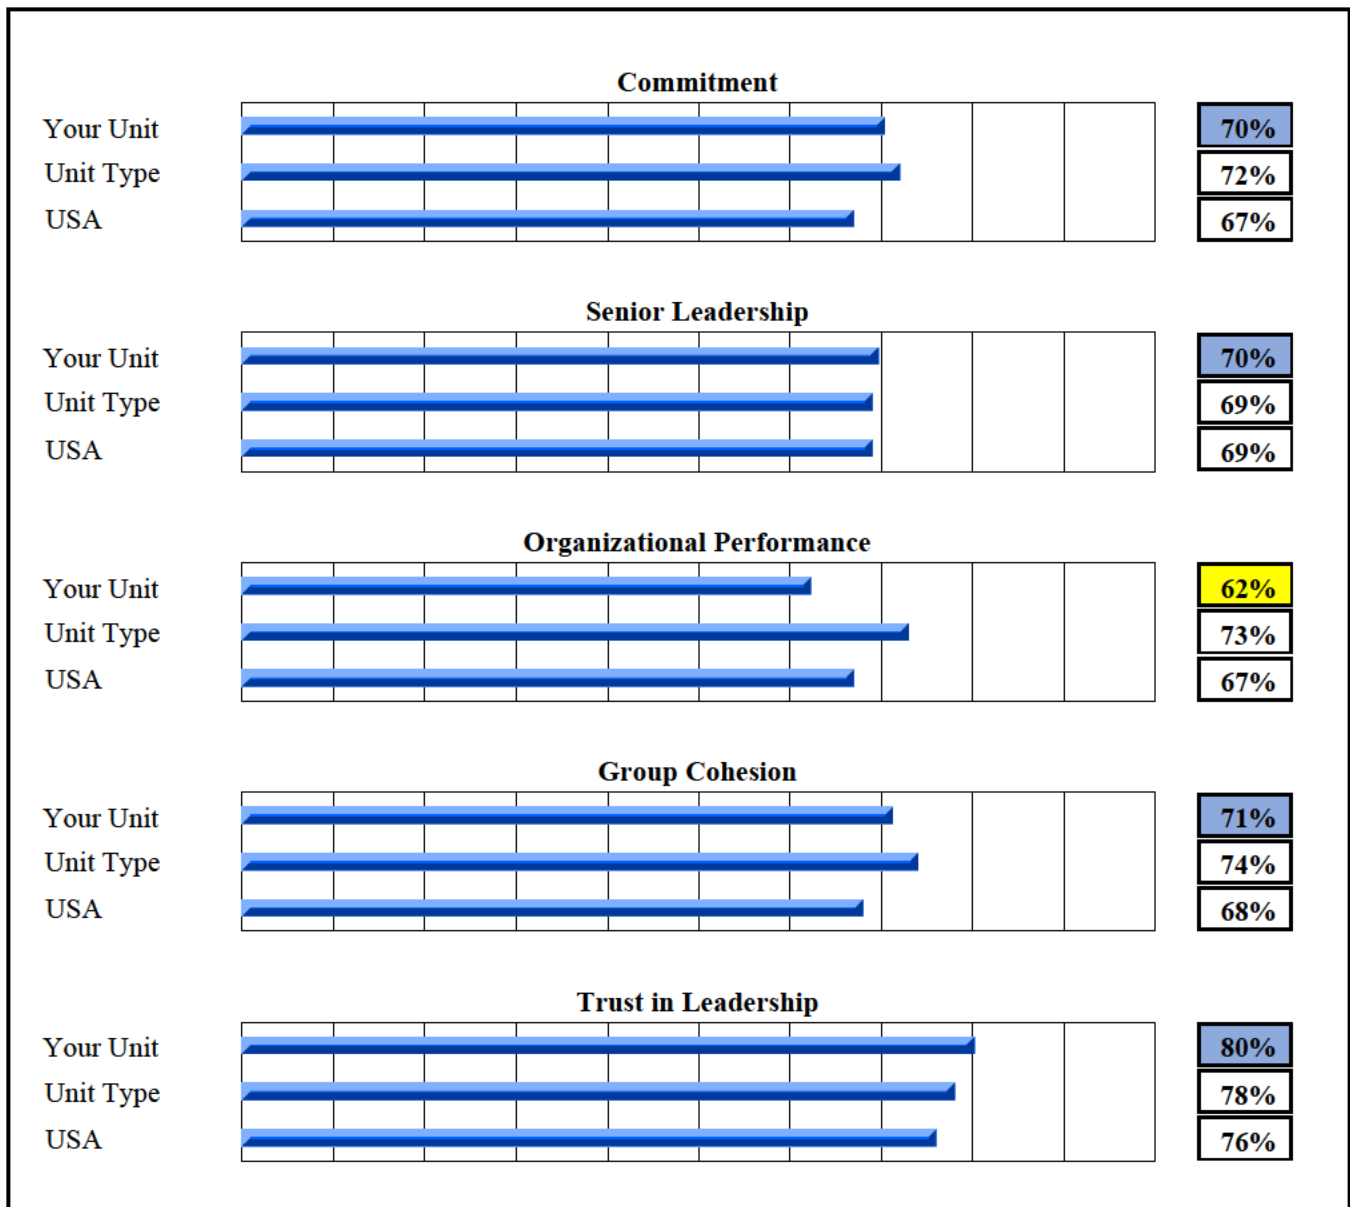 Commitment
Your Unit 70%
Unit Type 72%
USA 67%
Senior Leadership
Your Unit 70%
Unit Type 69%
USA 69%
Organizational Performance
Your Unit 62%
Unit Type 73%
USA 67%
Group Cohesion
Your Unit 71%
Unit Type 74%
USA 68%
Trust in Leadership
Your Unit 80%
Unit Type 78%
USA 76%